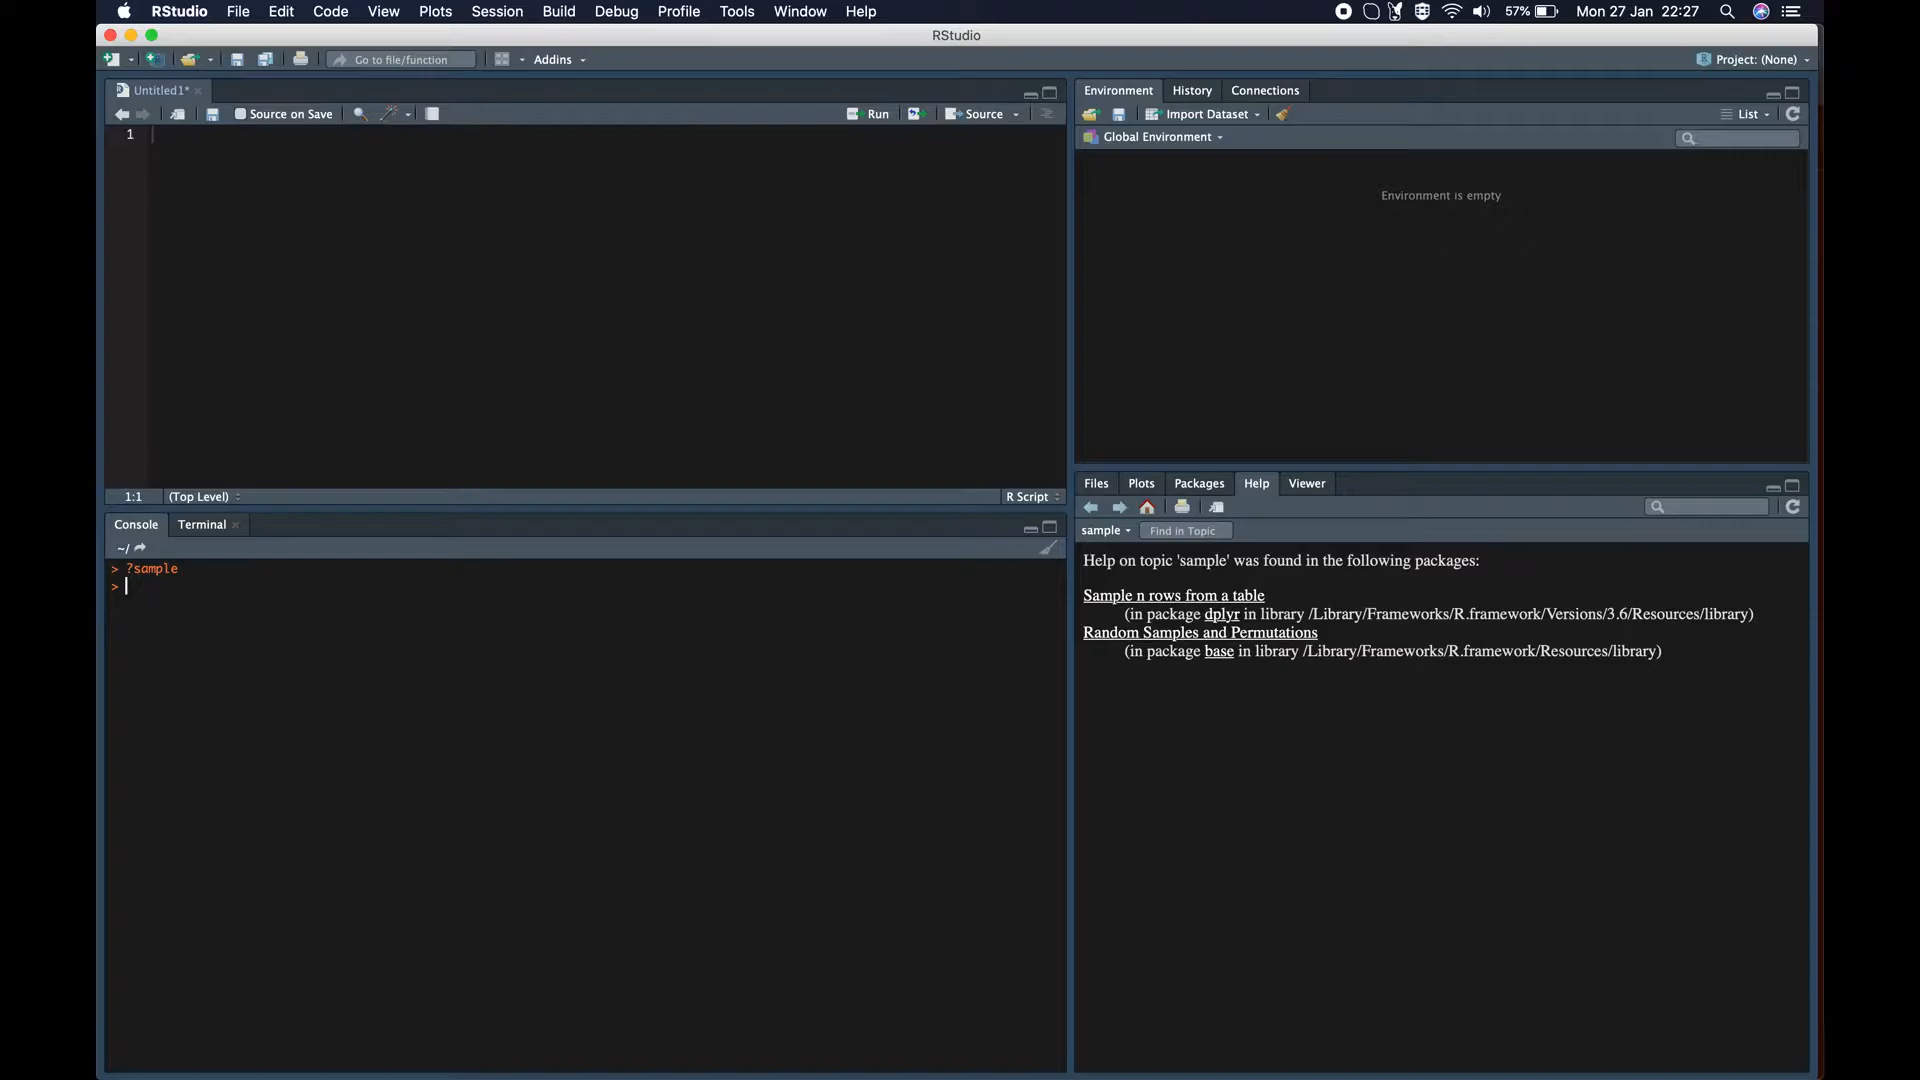 RStudio File Edit Code View Plots Session Build Debug Profile Tools Window Help 57% Mon 27 Jan 22:27
RStudio
Go to file/function Addins Project: (None)
Untitled1*
Source on Save Run Source
1
1:1 (Top Level) R Script
Console Terminal
~/
> ?sample
>
Environment History Connections
Import Dataset List
Global Environment
Environment is empty
Files Plots Packages Help Viewer
sample Find in Topic
Help on topic 'sample' was found in the following packages:
Sample n rows from a table
(in package dplyr in library /Library/Frameworks/R.framework/Versions/3.6/Resources/library)
Random Samples and Permutations
(in package base in library /Library/Frameworks/R.framework/Resources/library)